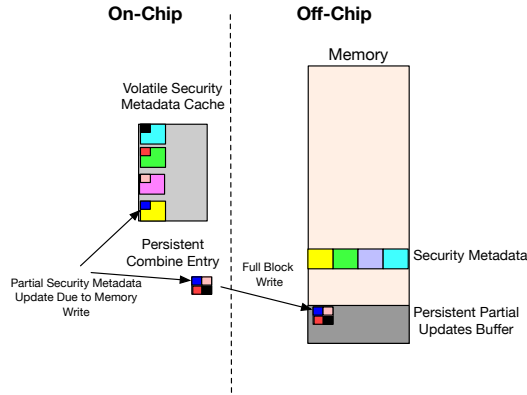 On-Chip
Off-Chip
Memory
Volatile Security
Metadata Cache
Persistent
Combine Entry
Partial Security Metadata
Update Due to Memory
Write
Full Block
Write
Security Metadata
Persistent Partial
Updates Buffer